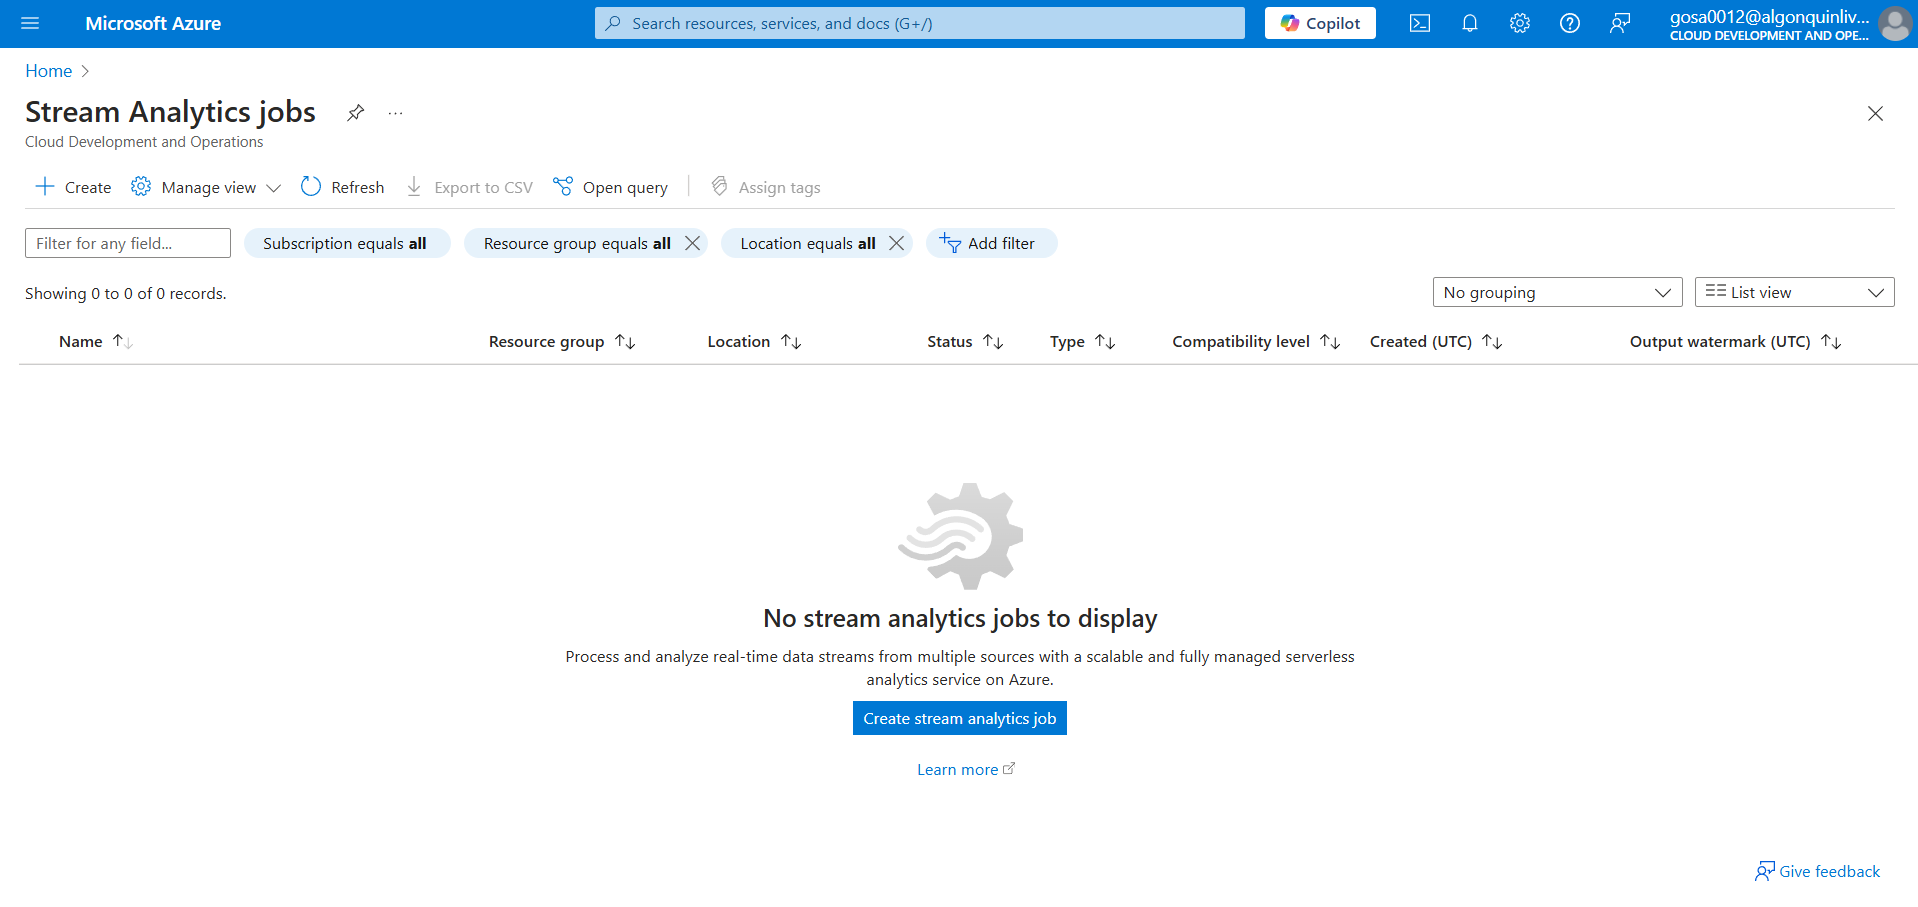 Microsoft Azure
Search resources, services, and docs (G+/)
Copilot
gosa0012@algonquinliv...
CLOUD DEVELOPMENT AND OPE...
Home
Stream Analytics jobs
Cloud Development and Operations
Create Manage view Refresh Export to CSV Open query Assign tags
Filter for any field... Subscription equals all Resource group equals all Location equals all Add filter
Showing 0 to 0 of 0 records. No grouping List view
Name Resource group Location Status Type Compatibility level Created (UTC) Output watermark (UTC)
No stream analytics jobs to display
Process and analyze real-time data streams from multiple sources with a scalable and fully managed serverless
analytics service on Azure.
Create stream analytics job
Learn more
Give feedback